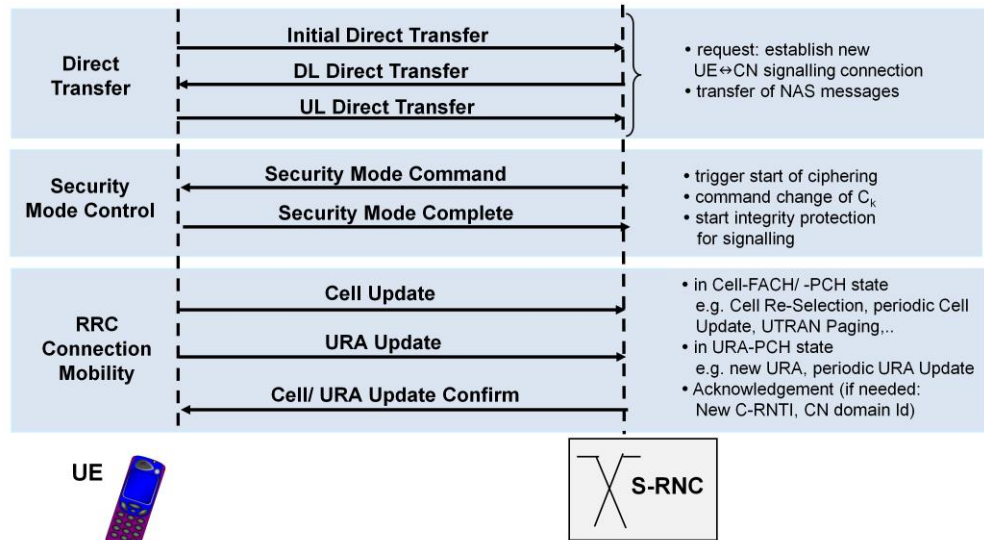 Direct
Transfer
Initial Direct Transfer
DL Direct Transfer
UL Direct Transfer
• request: establish new
UE↔CN signalling connection
• transfer of NAS messages
Security
Mode Control
Security Mode Command
Security Mode Complete
• trigger start of ciphering
• command change of Cₖ
• start integrity protection
for signalling
RRC
Connection
Mobility
Cell Update
URA Update
Cell/ URA Update Confirm
• in Cell-FACH/ -PCH state
e.g. Cell Re-Selection, periodic Cell
Update, UTRAN Paging,..
• in URA-PCH state
e.g. new URA, periodic URA Update
• Acknowledgement (if needed:
New C-RNTI, CN domain Id)
UE
S-RNC